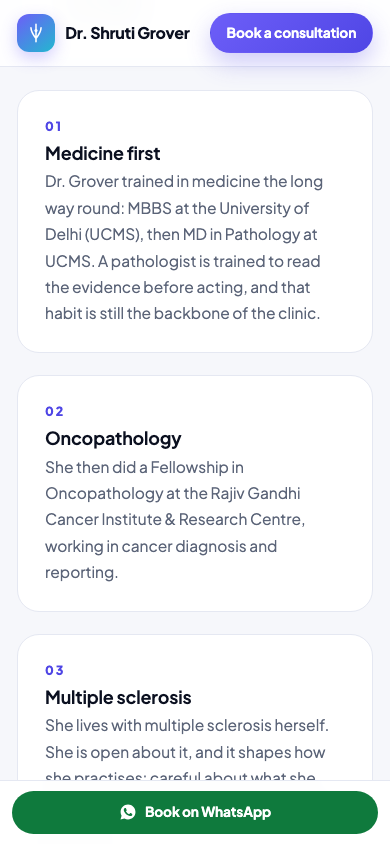 Dr. Shruti Grover
Book a consultation
01
Medicine first
Dr. Grover trained in medicine the long
way round: MBBS at the University of
Delhi (UCMS), then MD in Pathology at
UCMS. A pathologist is trained to read
the evidence before acting, and that
habit is still the backbone of the clinic.
02
Oncopathology
She then did a Fellowship in
Oncopathology at the Rajiv Gandhi
Cancer Institute & Research Centre,
working in cancer diagnosis and
reporting.
03
Multiple sclerosis
She lives with multiple sclerosis herself.
She is open about it, and it shapes how
she practises: careful about what she
Book on WhatsApp